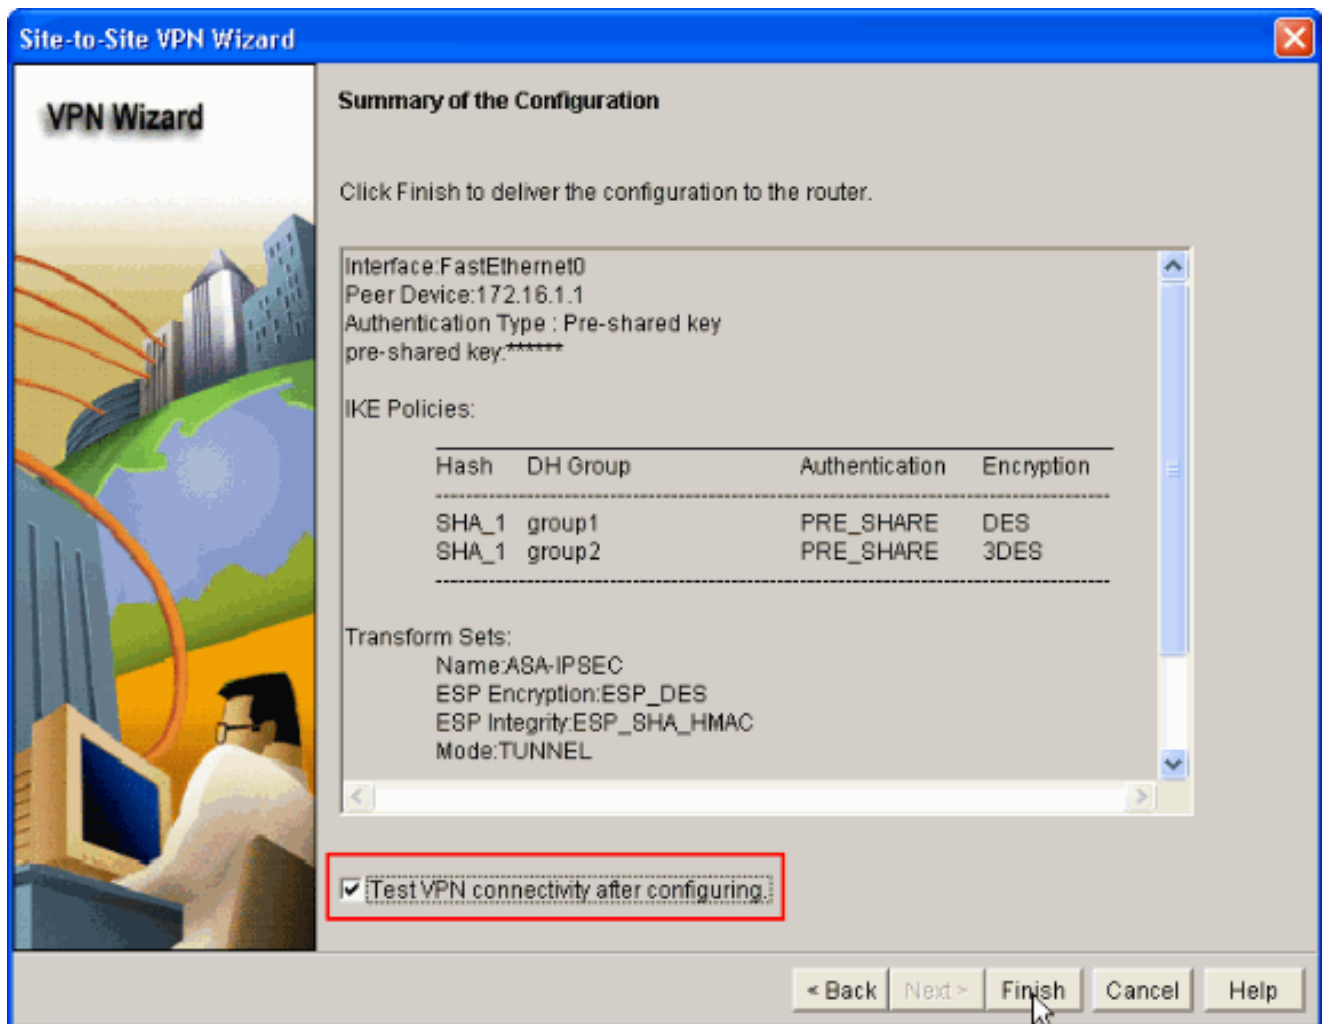 Site-to-Site VPN Wizard
VPN Wizard
Summary of the Configuration
Click Finish to deliver the configuration to the router.
Interface:FastEthernet0
Peer Device:172.16.1.1
Authentication Type : Pre-shared key
pre-shared key:******
IKE Policies:
Hash DH Group Authentication Encryption
SHA_1 group1 PRE_SHARE DES
SHA_1 group2 PRE_SHARE 3DES
Transform Sets:
Name:ASA-IPSEC
ESP Encryption:ESP_DES
ESP Integrity:ESP_SHA_HMAC
Mode:TUNNEL
Test VPN connectivity after configuring.
< Back Next > Finish Cancel Help